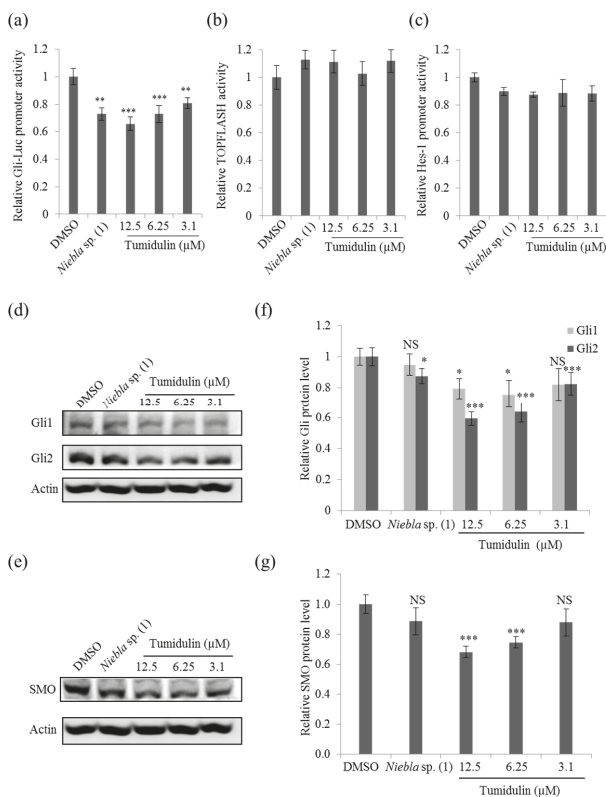 (a)
Relative Gli-Luc promoter activity
1.2
1
0.8
0.6
0.4
0.2
0
** *** *** **
DMSO
Niebla sp. (1)
12.5 6.25 3.1
Tumidulin (µM)
(b)
Relative TOPFLASH activity
1.2
1
0.8
0.6
0.4
0.2
0
DMSO
Niebla sp. (1)
12.5 6.25 3.1
Tumidulin (µM)
(c)
Relative Hes-1 promoter activity
1.2
1
0.8
0.6
0.4
0.2
0
DMSO
Niebla sp. (1)
12.5 6.25 3.1
Tumidulin (µM)
(d)
DMSO
Niebla sp. (1)
Tumidulin (µM)
12.5 6.25 3.1
Gli1
Gli2
Actin
(f)
Relative Gli protein level
Gli1
Gli2
1.2
1
0.8
0.6
0.4
0.2
0
NS * * *** * *** NS ***
DMSO Niebla sp. (1) 12.5 6.25 3.1
Tumidulin (µM)
(e)
DMSO
Niebla sp. (1)
Tumidulin (µM)
12.5 6.25 3.1
SMO
Actin
(g)
Relative SMO protein level
1.2
1.0
0.8
0.6
0.4
0.2
0.0
NS *** *** NS
DMSO Niebla sp. (1) 12.5 6.25 3.1
Tumidulin (µM)